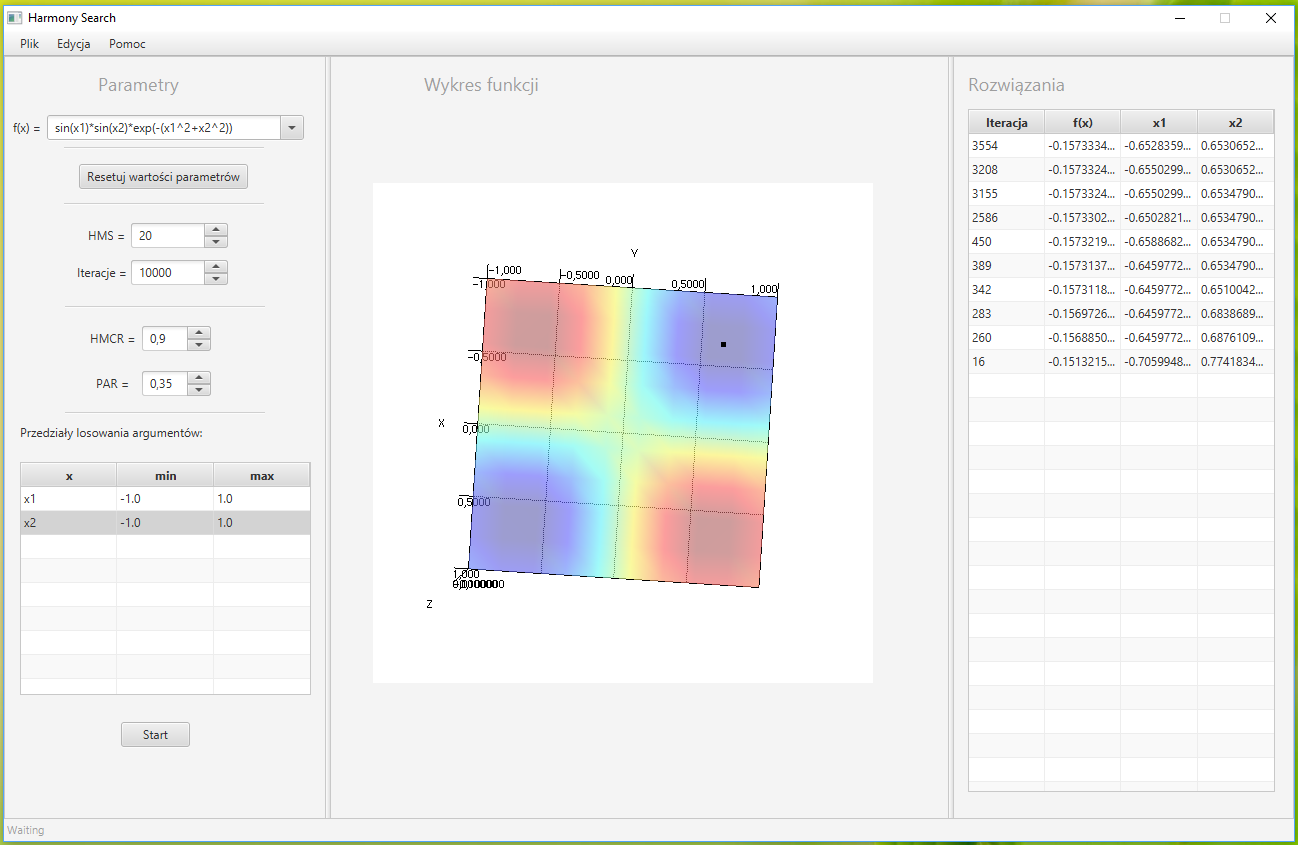 Harmony Search
Plik Edycja Pomoc
Parametry
f(x) = sin(x1)*sin(x2)*exp(-(x1^2+x2^2))
Resetuj wartości parametrów
HMS = 20
Iteracje = 10000
HMCR = 0,9
PAR = 0,35
Przedziały losowania argumentów:
x min max
x1 -1.0 1.0
x2 -1.0 1.0
Start
Wykres funkcji
Y
-1,000 -0,5000 0,000 0,5000 1,000
-1,000
-0,5000
X 0,000
0,5000
1,000
Z
Rozwiązania
Iteracja f(x) x1 x2
3554 -0.1573334... -0.6528359... 0.6530652...
3208 -0.1573324... -0.6550299... 0.6530652...
3155 -0.1573324... -0.6550299... 0.6534790...
2586 -0.1573302... -0.6502821... 0.6534790...
450 -0.1573219... -0.6588682... 0.6534790...
389 -0.1573137... -0.6459772... 0.6534790...
342 -0.1573118... -0.6459772... 0.6510042...
283 -0.1569726... -0.6459772... 0.6838689...
260 -0.1568850... -0.6459772... 0.6876109...
16 -0.1513215... -0.7059948... 0.7741834...
Waiting